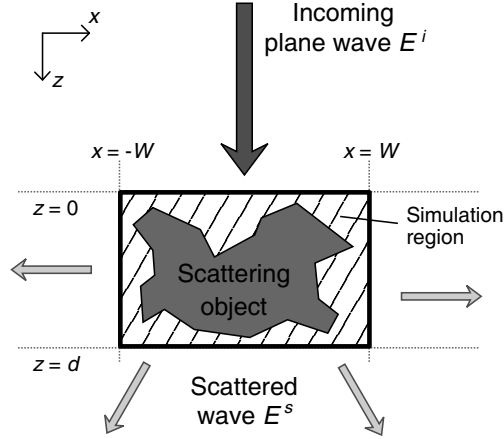 x
z
Incoming
plane wave E^i
x = -W
x = W
z = 0
Simulation
region
Scattering
object
z = d
Scattered
wave E^s